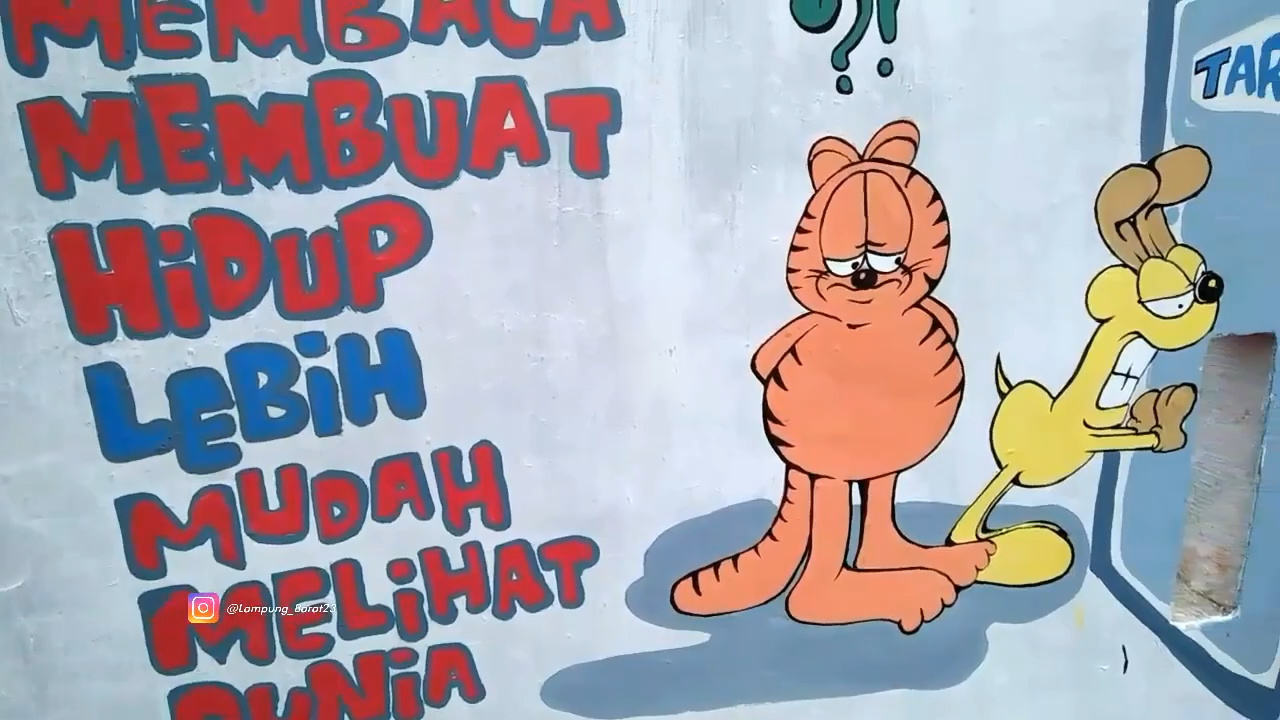 MEMBACA
MEMBUAT
HiDUP
LEBiH
MUDAH
MELiHAT
DUNiA
?!
TAR
@Lampung_Barat23